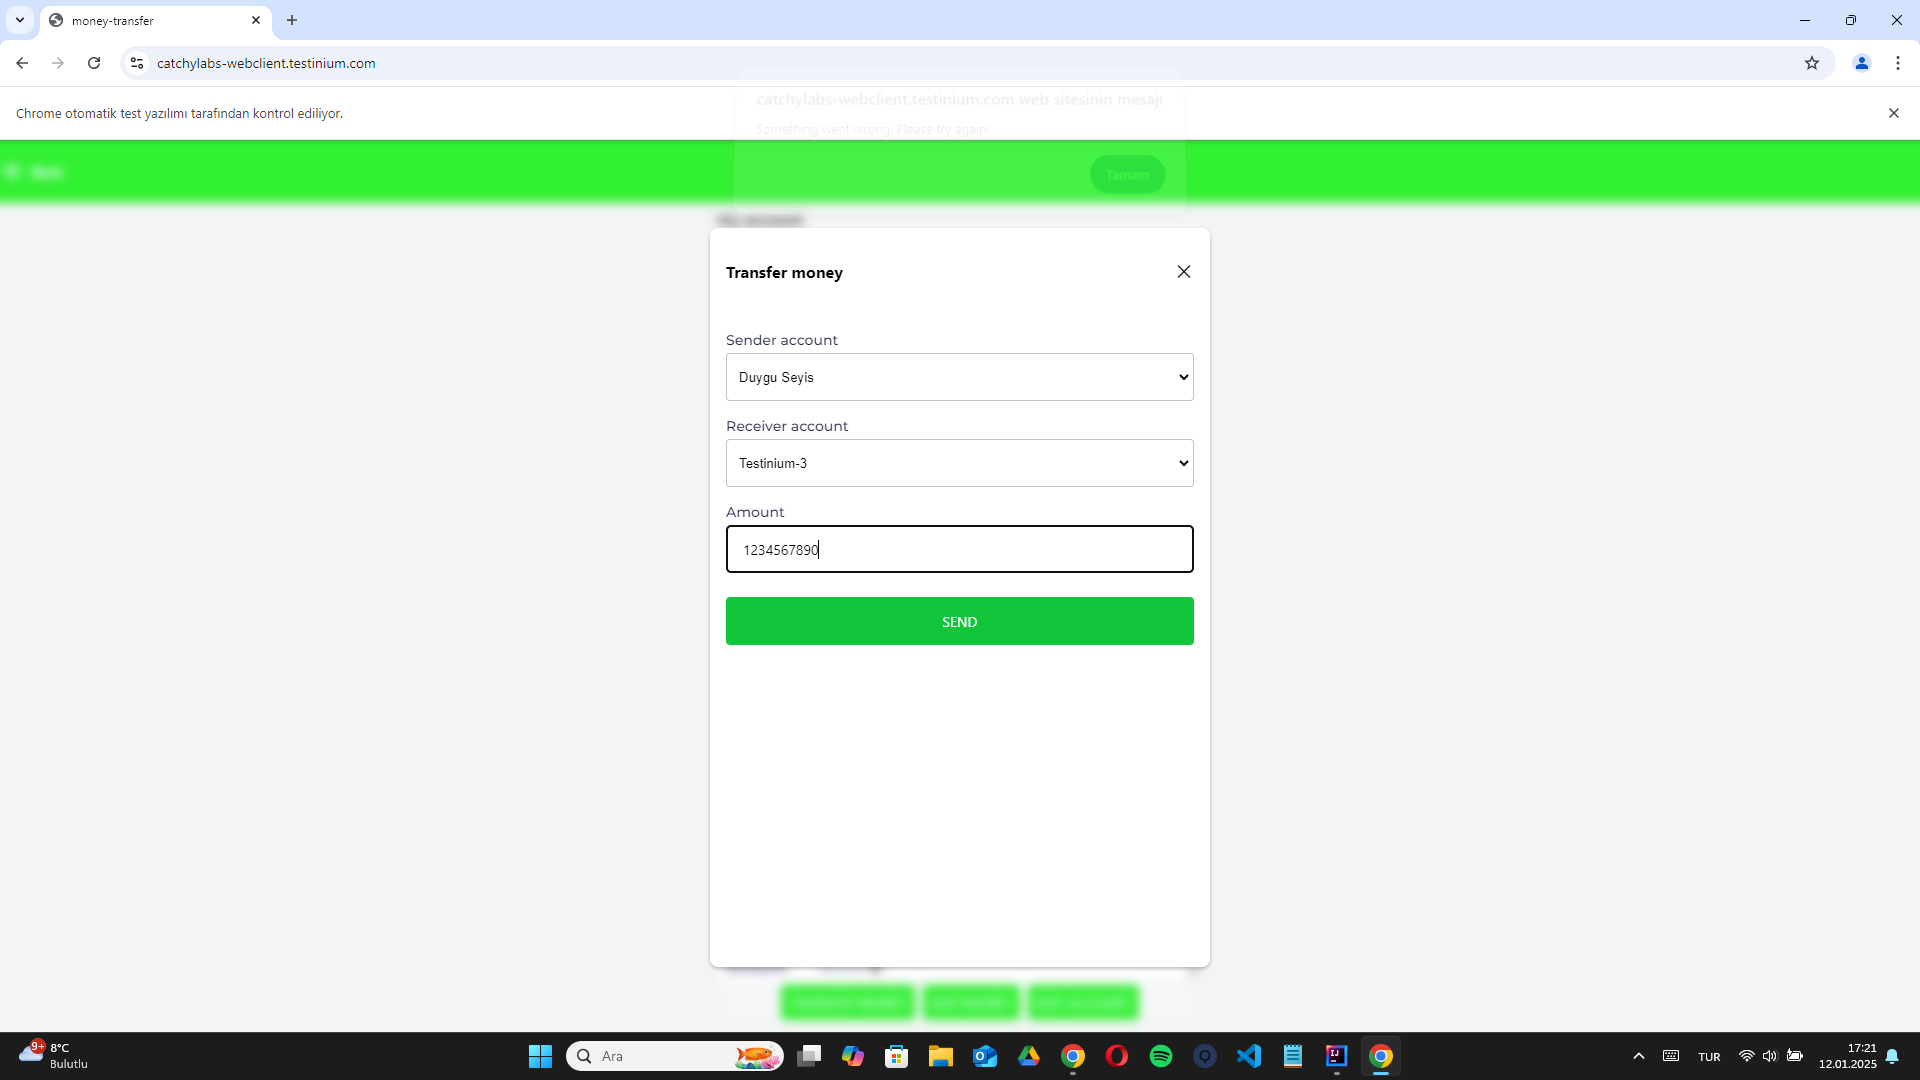 money-transfer
catchylabs-webclient.testinium.com
Chrome otomatik test yazılımı tarafından kontrol ediliyor.
catchylabs-webclient.testinium.com web sitesinin mesajı
Something went wrong. Please try again!
Tamam
My account
Transfer money
Sender account
Duygu Seyis
Receiver account
Testinium-3
Amount
1234567890
SEND
9+
8°C
Bulutlu
Ara
TUR
17:21
12.01.2025